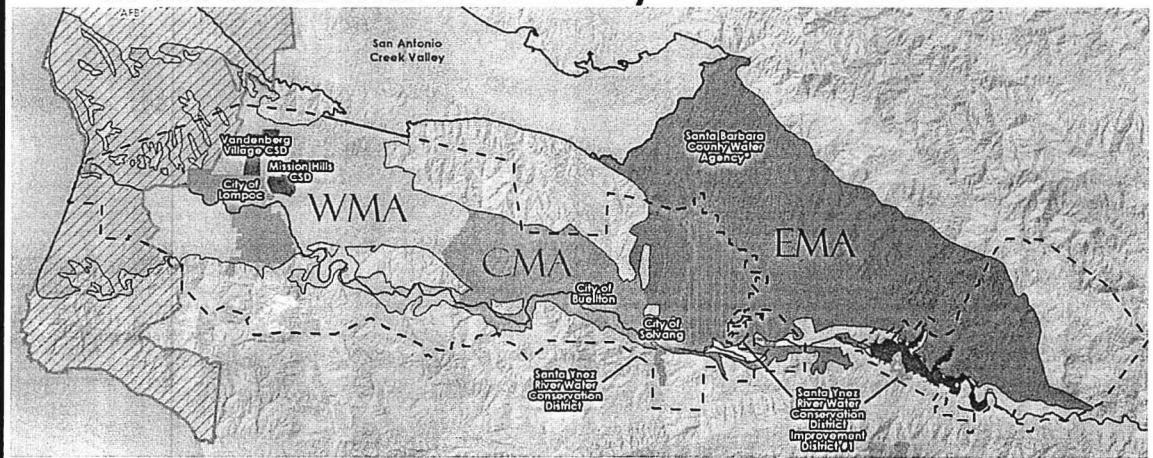 AFB
San Antonio
Creek Valley
Santa Barbara
County Water
Agency*
Vandenberg
Village CSD
Mission Hills
CSD
City of
Lompoc
WMA
EMA
CMA
City of
Buellton
City of
Solvang
Santa Ynez
River Water
Conservation
District
Santa Ynez
River Water
Conservation
District
Improvement
District #1